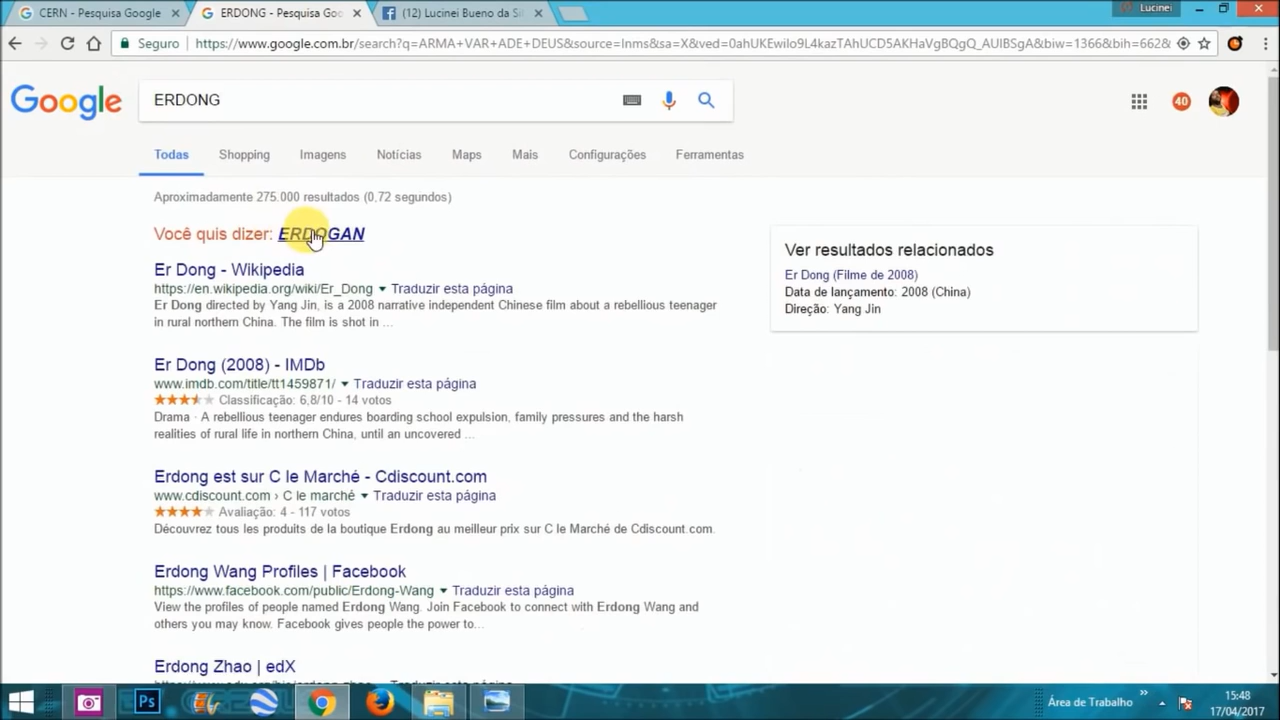 CERN - Pesquisa Google
ERDONG - Pesquisa Goo
(12) Lucinei Bueno da Sil
Lucinei
Seguro
https://www.google.com.br/search?q=ARMA+VAR+ADE+DEUS&source=lnms&sa=X&ved=0ahUKEwilo9L4kazTAhUCD5AKHaVgBQgQ_AUIBSgA&biw=1366&bih=662&
Google
ERDONG
40
Todas Shopping Imagens Notícias Maps Mais Configurações Ferramentas
Aproximadamente 275.000 resultados (0,72 segundos)
Você quis dizer: ERDOGAN
Er Dong - Wikipedia
https://en.wikipedia.org/wiki/Er_Dong Traduzir esta página
Er Dong directed by Yang Jin, is a 2008 narrative independent Chinese film about a rebellious teenager
in rural northern China. The film is shot in ...
Er Dong (2008) - IMDb
www.imdb.com/title/tt1459871/ Traduzir esta página
Classificação: 6,8/10 - 14 votos
Drama · A rebellious teenager endures boarding school expulsion, family pressures and the harsh
realities of rural life in northern China, until an uncovered ...
Erdong est sur C le Marché - Cdiscount.com
www.cdiscount.com › C le marché Traduzir esta página
Avaliação: 4 - 117 votos
Découvrez tous les produits de la boutique Erdong au meilleur prix sur C le Marché de Cdiscount.com.
Erdong Wang Profiles | Facebook
https://www.facebook.com/public/Erdong-Wang Traduzir esta página
View the profiles of people named Erdong Wang. Join Facebook to connect with Erdong Wang and
others you may know. Facebook gives people the power to...
Erdong Zhao | edX
Ver resultados relacionados
Er Dong (Filme de 2008)
Data de lançamento: 2008 (China)
Direção: Yang Jin
Ps
Área de Trabalho
15:48
17/04/2017